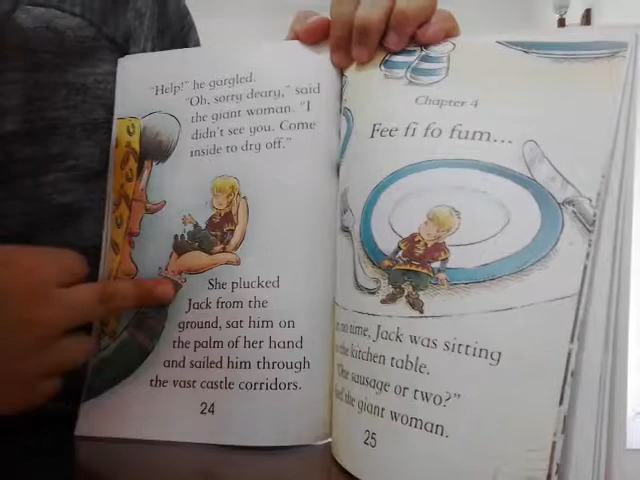 "Help!" he gargled.
"Oh, sorry deary," said
the giant woman. "I
didn't see you. Come
inside to dry off."
She plucked
Jack from the
ground, sat him on
the palm of her hand
and sailed him through
the vast castle corridors.
24
Chapter 4
Fee fi fo fum...
no time, Jack was sitting
the kitchen table.
"One sausage or two?"
the giant woman.
25